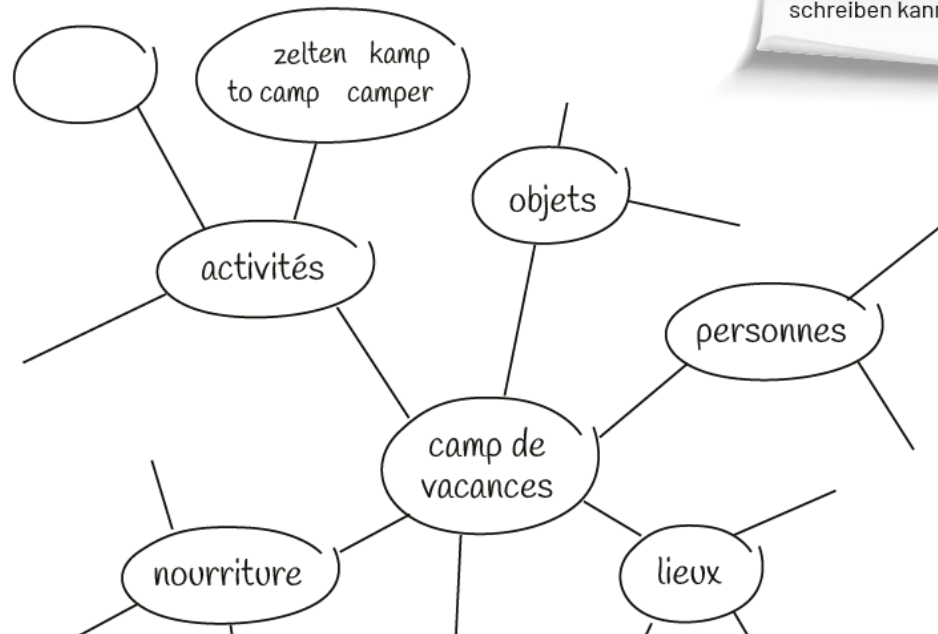 schreiben kann
zelten kamp
to camp camper
objets
activités
personnes
camp de
vacances
nourriture
lieux